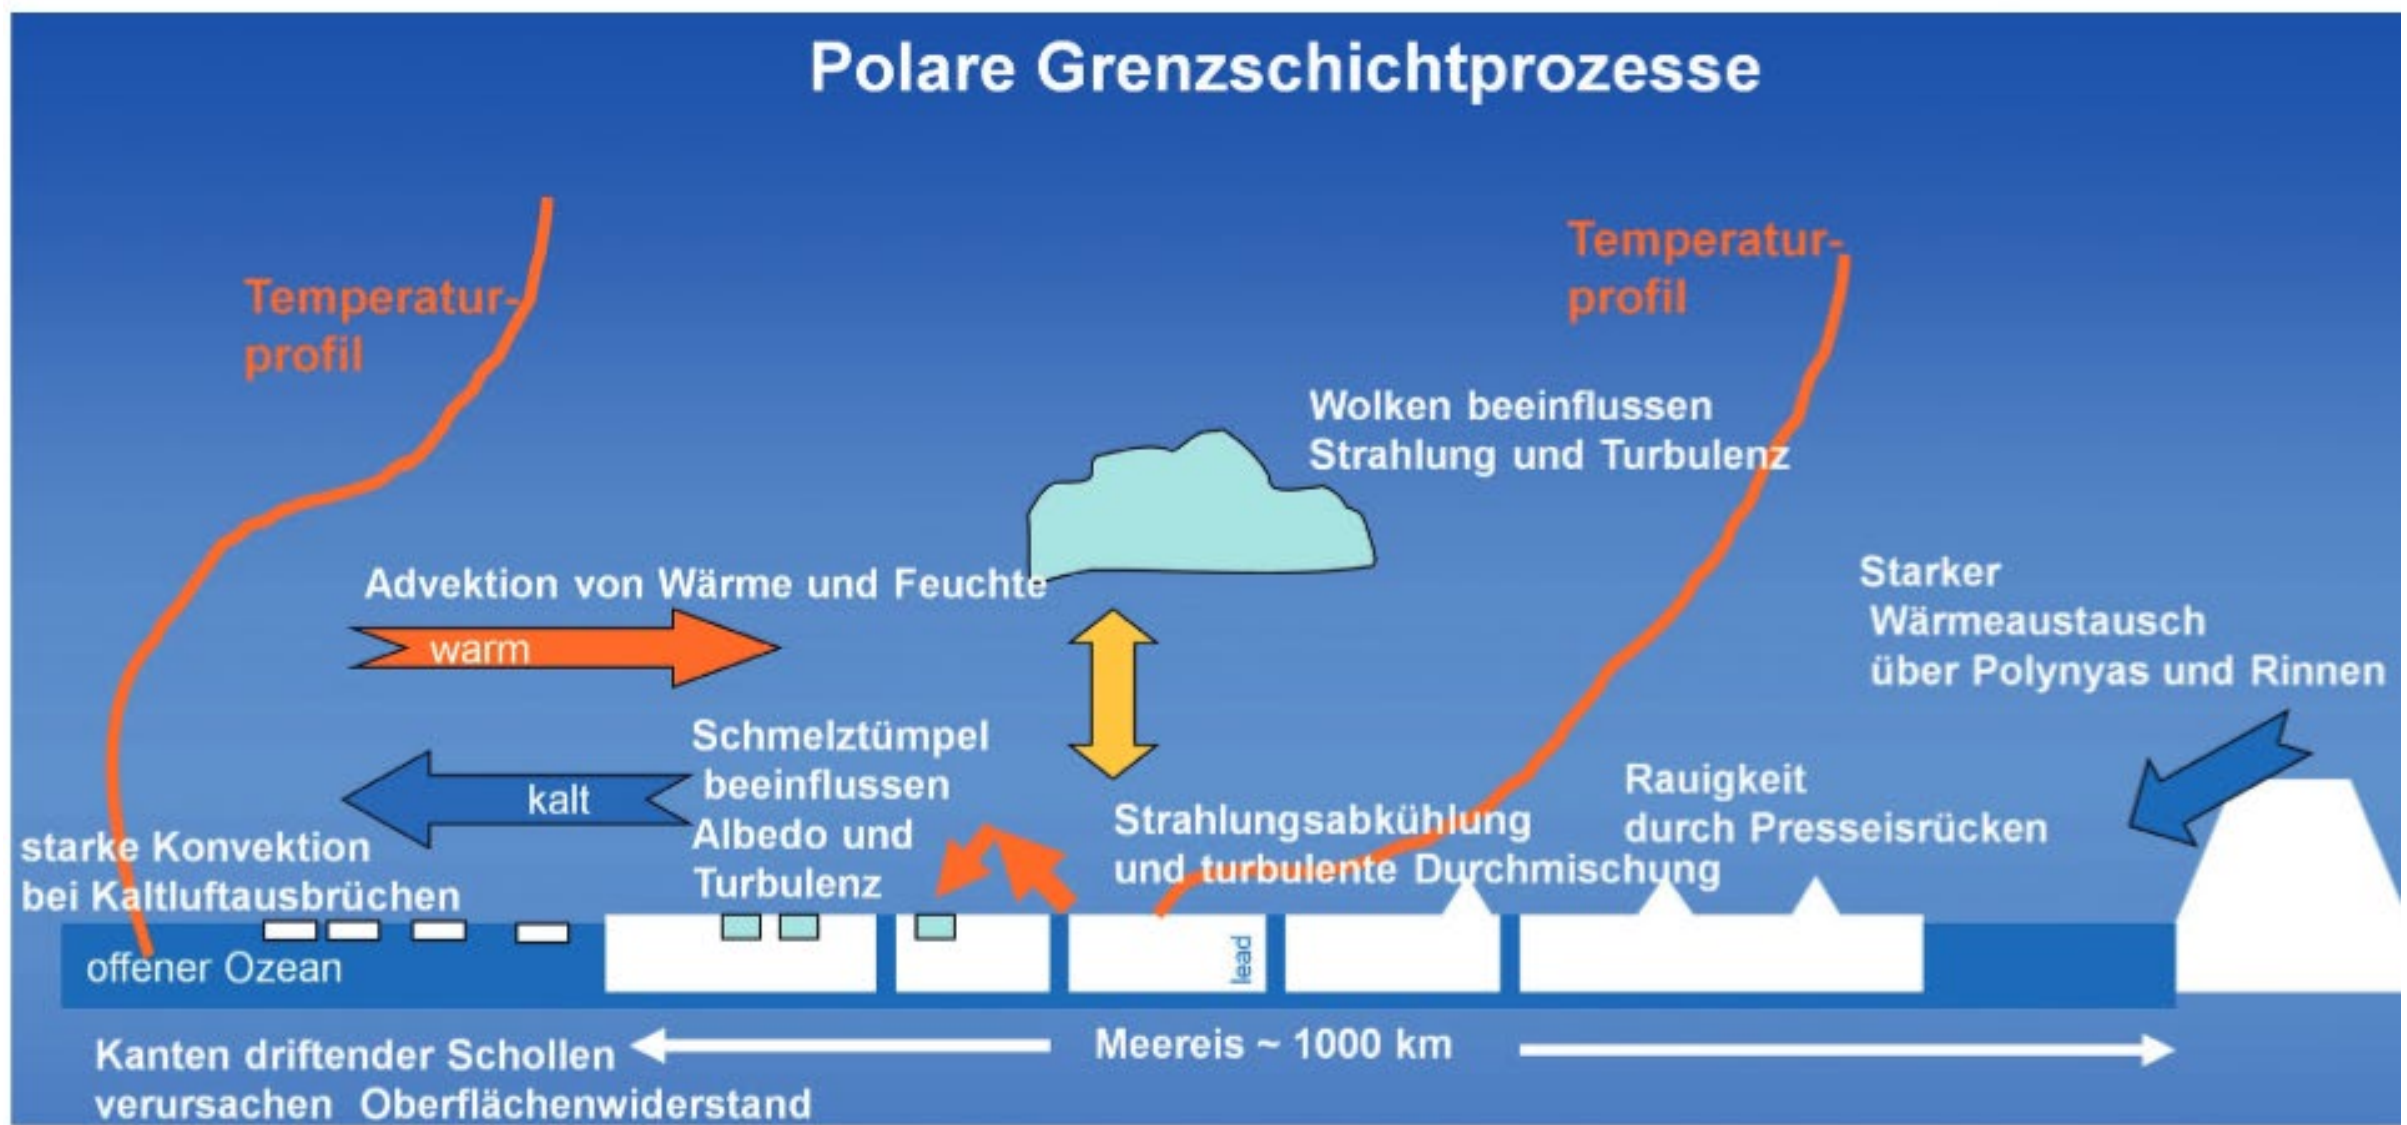 Polare Grenzschichtprozesse
Temperatur-
profil
Temperatur-
profil
Wolken beeinflussen
Strahlung und Turbulenz
Advektion von Wärme und Feuchte
warm
Starker
Wärmeaustausch
über Polynyas und Rinnen
kalt
Schmelztümpel
beeinflussen
Albedo und
Turbulenz
Rauigkeit
durch Presseisrücken
Strahlungsabkühlung
und turbulente Durchmischung
starke Konvektion
bei Kaltluftausbrüchen
offener Ozean
lead
Meereis ~ 1000 km
Kanten driftender Schollen
verursachen Oberflächenwiderstand